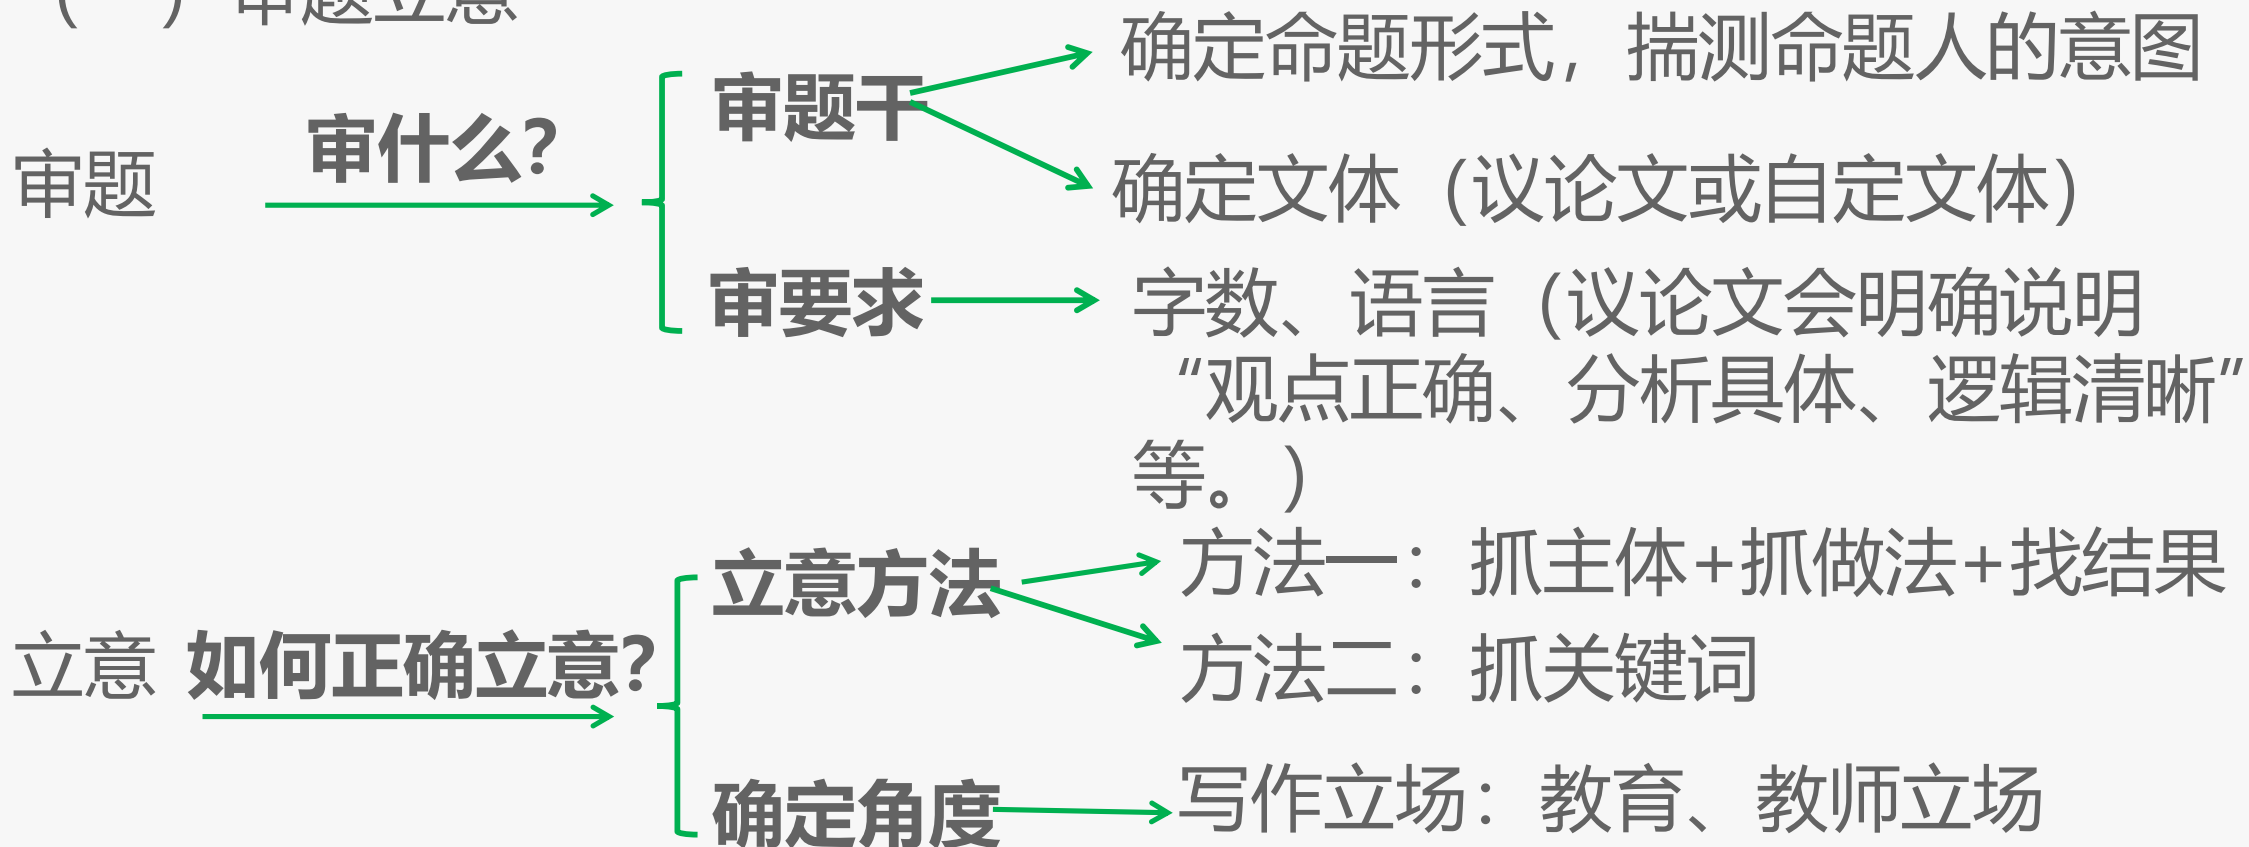 审题立意
审题
审什么?
审题干
确定命题形式，揣测命题人的意图
确定文体（议论文或自定文体）
审要求
字数、语言（议论文会明确说明
“观点正确、分析具体、逻辑清晰”
等。）
立意
如何正确立意?
立意方法
方法一：抓主体+抓做法+找结果
方法二：抓关键词
确定角度
写作立场：教育、教师立场